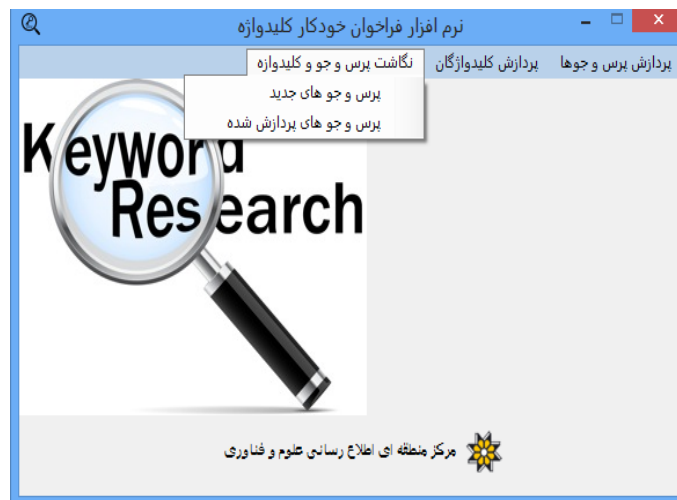 نرم افزار فراخوان خودکار کلیدواژه
پردازش پرس و جوها پردازش کلیدواژگان نگاشت پرس و جو و کلیدوازه
پرس و جو های جدید
پرس و جو های پردازش شده
Keyword
Research
مرکز منطقه ای اطلاع رسانی علوم و فناوری